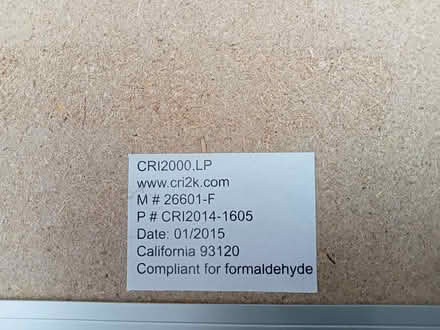 CRI2000,LP
www.cri2k.com
M # 26601-F
P # CRI2014-1605
Date: 01/2015
California 93120
Compliant for formaldehyde